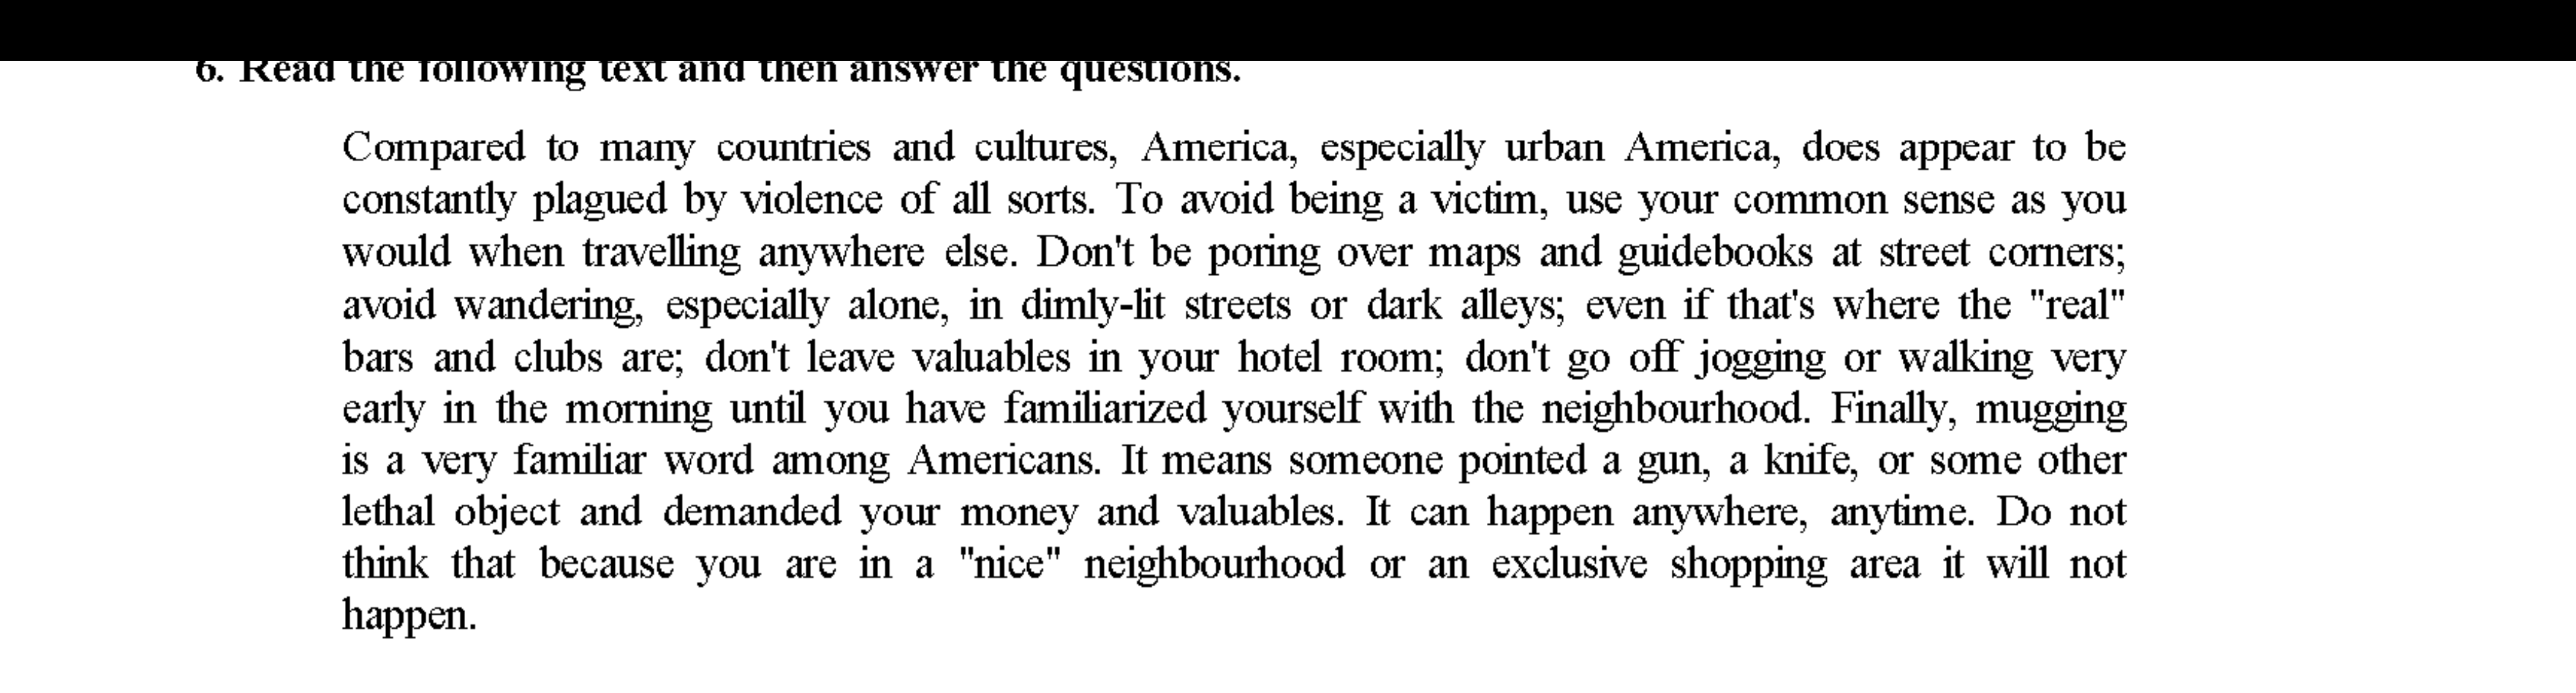 6. Read the following text and then answer the questions.
Compared to many countries and cultures, America, especially urban America, does appear to be
constantly plagued by violence of all sorts. To avoid being a victim, use your common sense as you
would when travelling anywhere else. Don't be poring over maps and guidebooks at street corners;
avoid wandering, especially alone, in dimly-lit streets or dark alleys; even if that's where the "real"
bars and clubs are; don't leave valuables in your hotel room; don't go off jogging or walking very
early in the morning until you have familiarized yourself with the neighbourhood. Finally, mugging
is a very familiar word among Americans. It means someone pointed a gun, a knife, or some other
lethal object and demanded your money and valuables. It can happen anywhere, anytime. Do not
think that because you are in a "nice" neighbourhood or an exclusive shopping area it will not
happen.